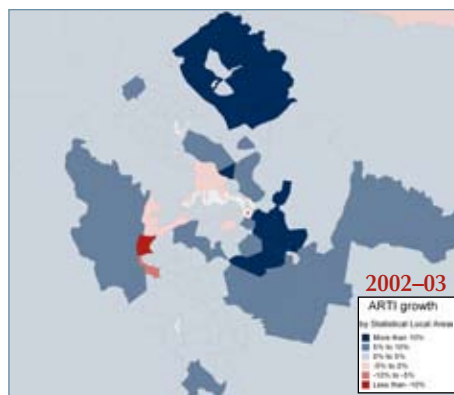 2002–03
ARTI growth
by Statistical Local Areas
More than 10%
5% to 10%
0% to 5%
-5% to 0%
-10% to -5%
Less than -10%